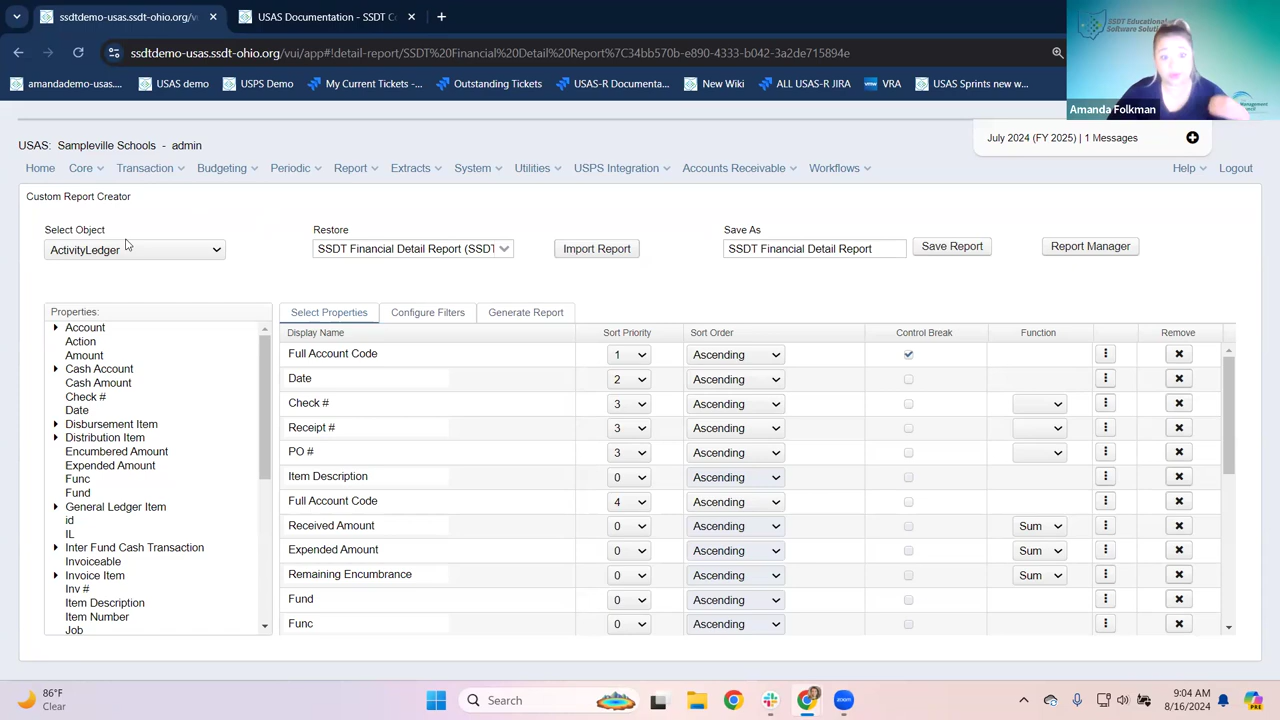 ssdtdemo-usas.ssdt-ohio.org/v
USAS Documentation - SSDT Co
ssdtdemo-usas.ssdt-ohio.org/vui/app#!detail-report/SSDT%20Financial%20Detail%20Report%7C34bb570b-e890-4333-b042-3a2de715894e
amandademo-usas....
USAS demo
USPS Demo
My Current Tickets -...
Outstanding Tickets
USAS-R Documenta...
New Wiki
ALL USAS-R JIRA
VRA
USAS Sprints new w...
SSDT Educational
Software Solutions
Amanda Folkman
July 2024 (FY 2025) | 1 Messages
USAS: Sampleville Schools - admin
Home Core Transaction Budgeting Periodic Report Extracts System Utilities USPS Integration Accounts Receivable Workflows Help Logout
Custom Report Creator
Select Object
Restore
Save As
ActivityLedger
SSDT Financial Detail Report (SSDT
Import Report
SSDT Financial Detail Report
Save Report
Report Manager
Properties:
Account
Action
Amount
Cash Account
Cash Amount
Check #
Date
Disbursement Item
Distribution Item
Encumbered Amount
Expended Amount
Func
Fund
General Ledger Item
id
IL
Inter Fund Cash Transaction
Invoiceable
Invoice Item
Inv #
Item Description
Item Number
Job
Select Properties Configure Filters Generate Report
Display Name Sort Priority Sort Order Control Break Function Remove
Full Account Code 1 Ascending
Date 2 Ascending
Check # 3 Ascending
Receipt # 3 Ascending
PO # 3 Ascending
Item Description 0 Ascending
Full Account Code 4 Ascending
Received Amount 0 Ascending Sum
Expended Amount 0 Ascending Sum
Remaining Encumbrance 0 Ascending Sum
Fund 0 Ascending
Func 0 Ascending
86°F
Clear
Search
zoom
9:04 AM
8/16/2024
PRE